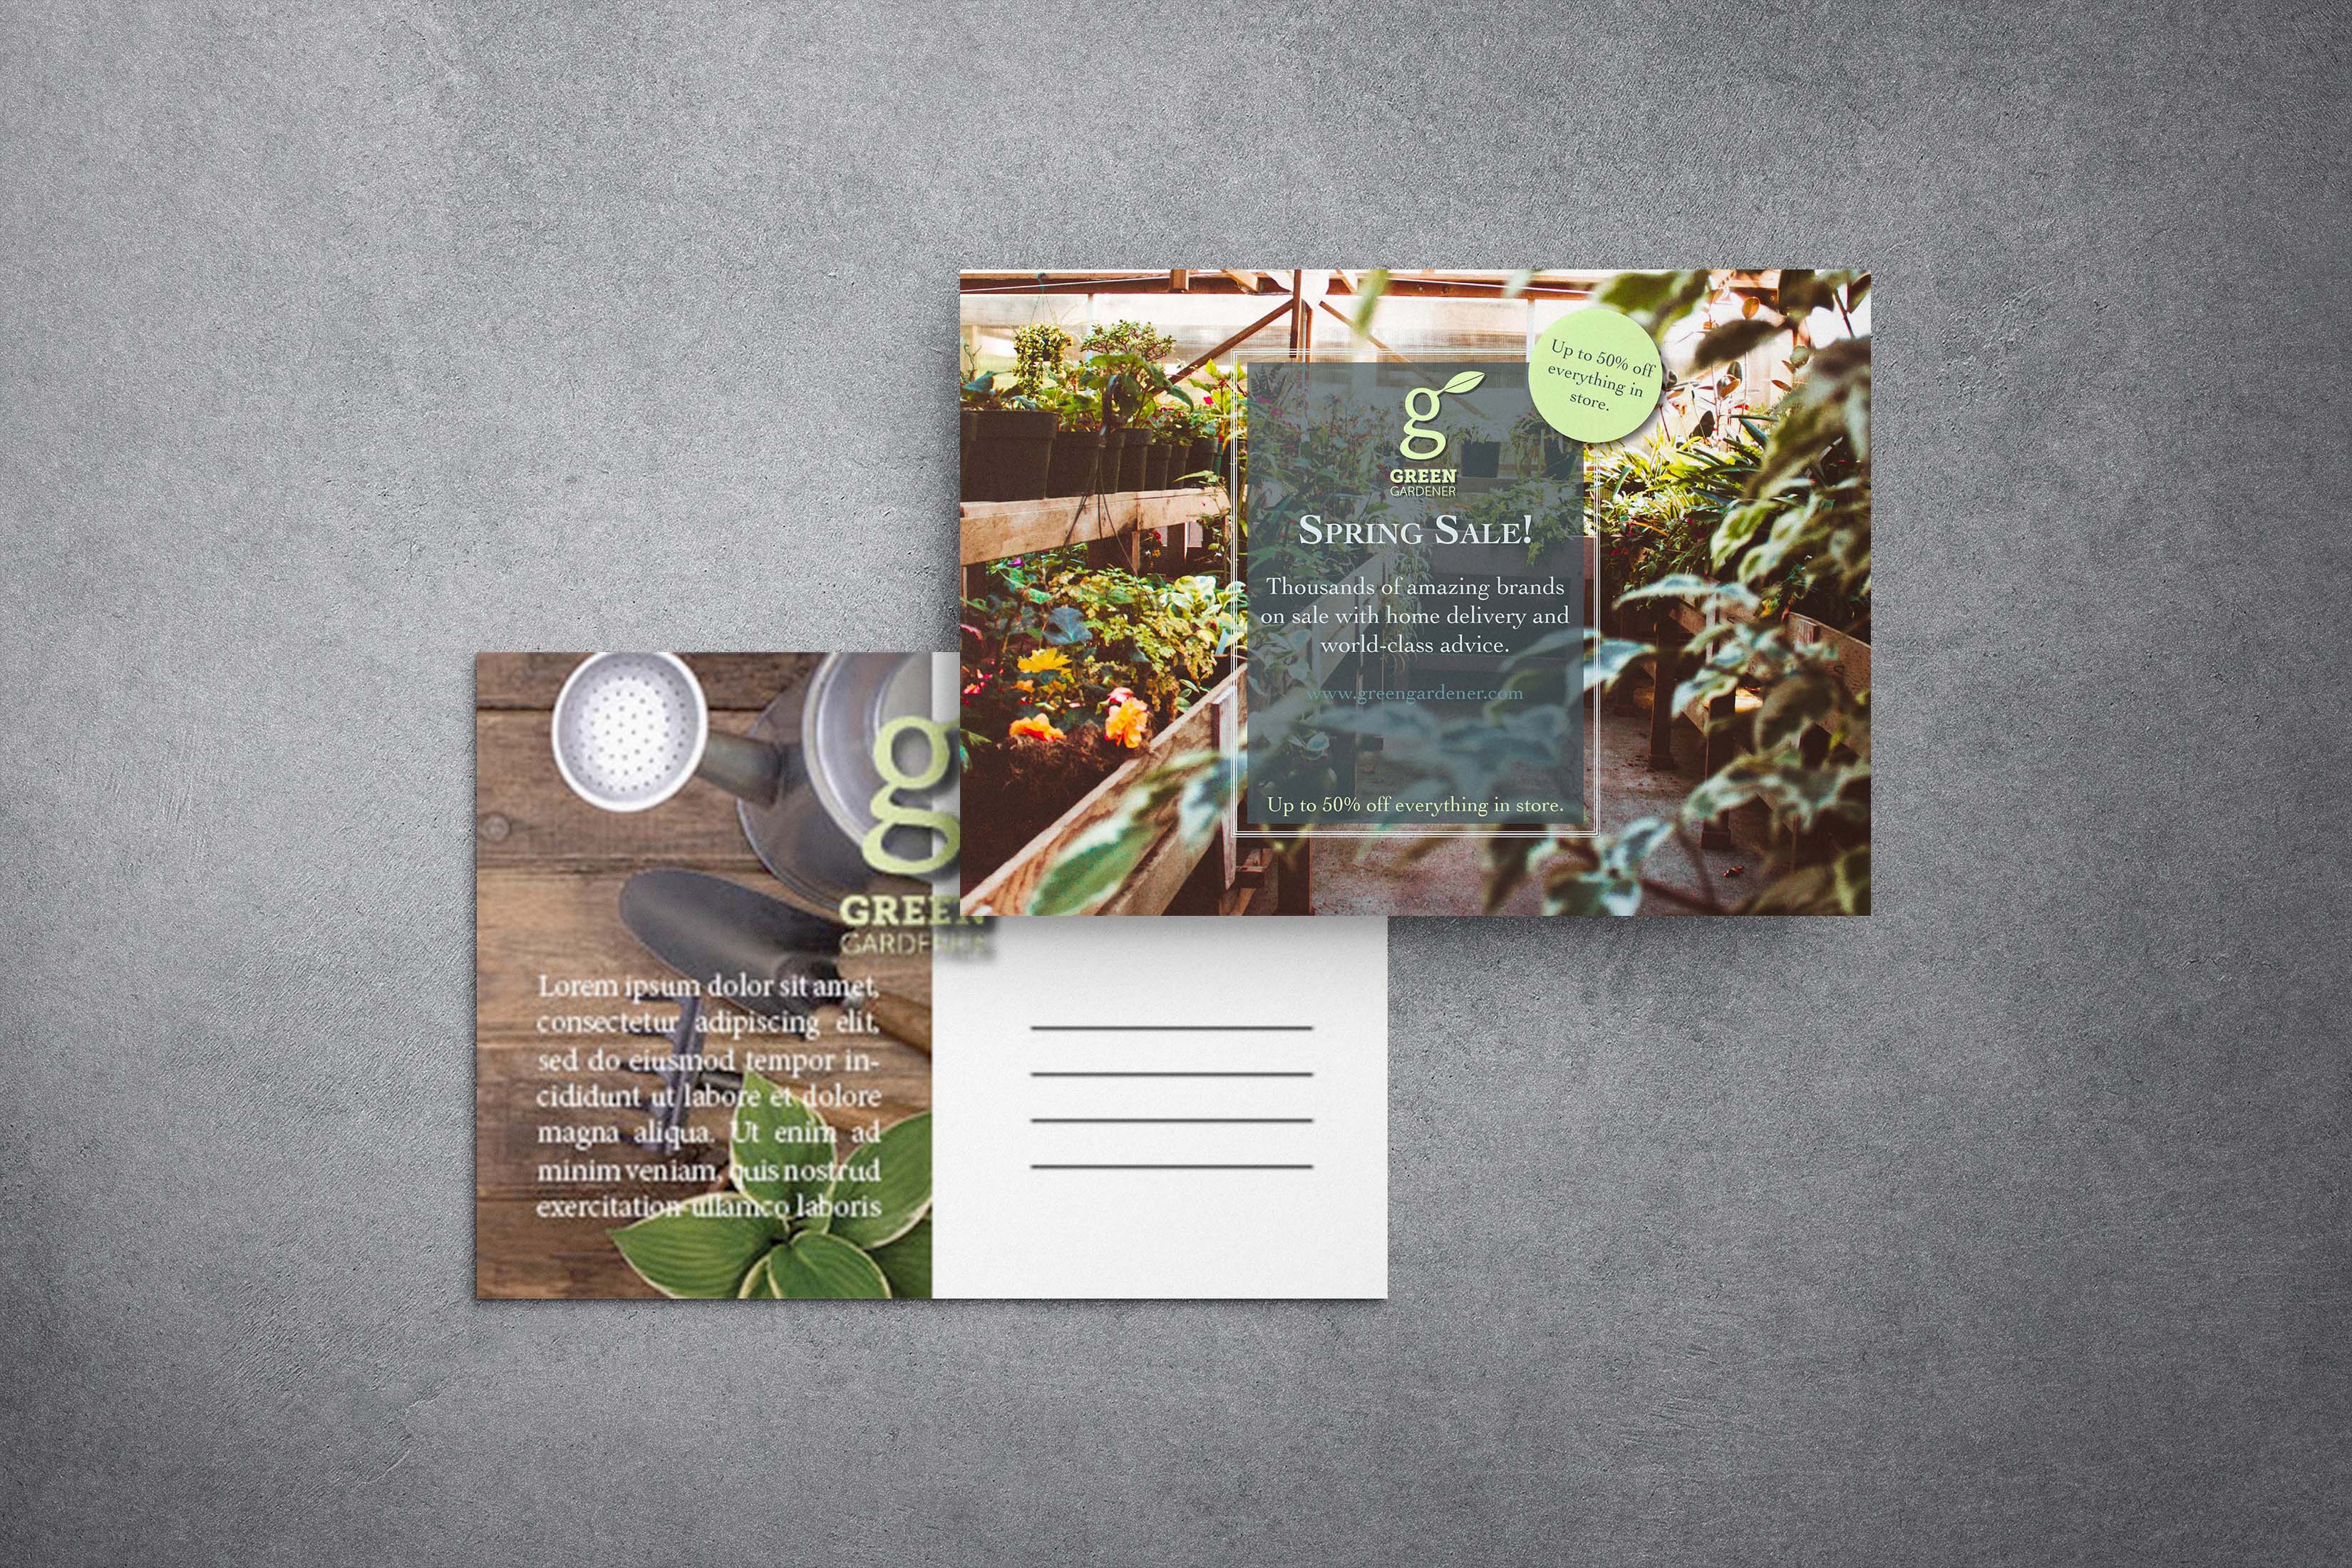 Up to 50% off
everything in
store.
g
GREEN
GARDENER
SPRING SALE!
Thousands of amazing brands
on sale with home delivery and
world-class advice.
www.greengardener.com
Up to 50% off everything in store.
g
GREEN
GARDENER
Lorem ipsum dolor sit amet,
consectetur adipiscing elit,
sed do eiusmod tempor in-
cididunt ut labore et dolore
magna aliqua. Ut enim ad
minim veniam, quis nostrud
exercitation ullamco laboris